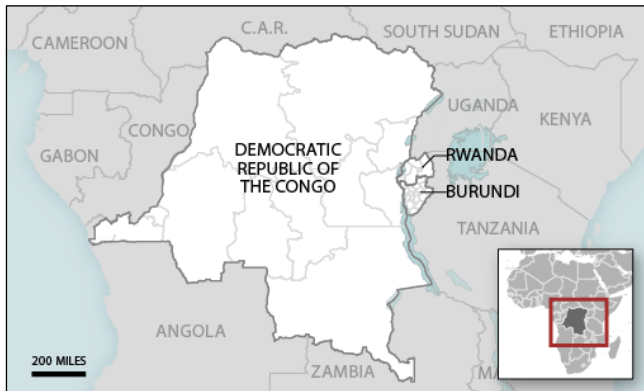 C.A.R.
SOUTH SUDAN
ETHIOPIA
CAMEROON
UGANDA
KENYA
CONGO
GABON
DEMOCRATIC
REPUBLIC OF
THE CONGO
RWANDA
BURUNDI
TANZANIA
ANGOLA
ZAMBIA
200 MILES